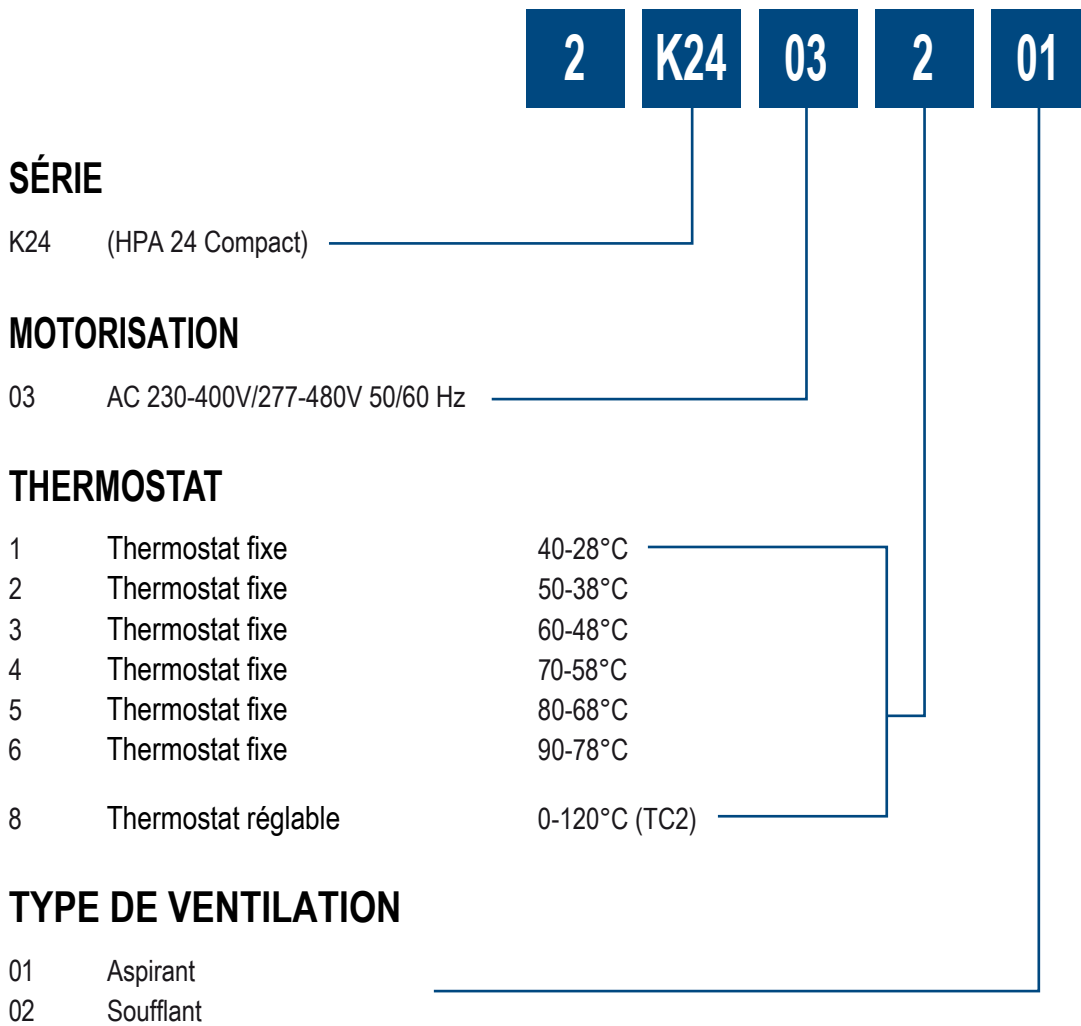 2 K24 03 2 01
SÉRIE
K24 (HPA 24 Compact)
MOTORISATION
03 AC 230-400V/277-480V 50/60 Hz
THERMOSTAT
1 Thermostat fixe 40-28°C
2 Thermostat fixe 50-38°C
3 Thermostat fixe 60-48°C
4 Thermostat fixe 70-58°C
5 Thermostat fixe 80-68°C
6 Thermostat fixe 90-78°C
8 Thermostat réglable 0-120°C (TC2)
TYPE DE VENTILATION
01 Aspirant
02 Soufflant